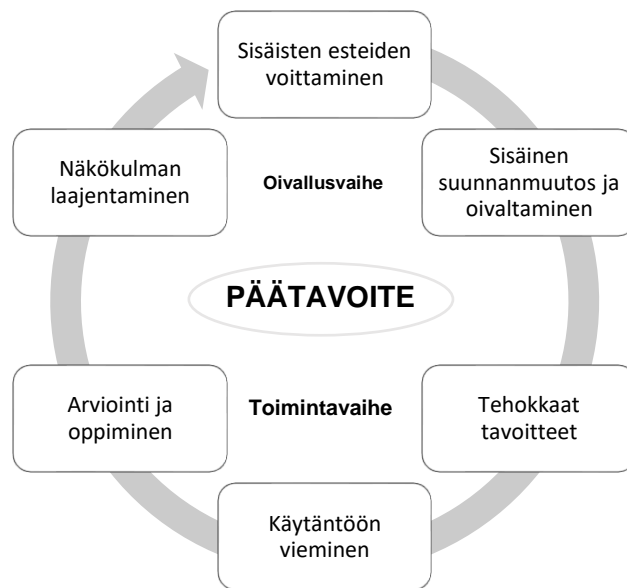 Sisäisten esteiden
voittaminen
Näkökulman
laajentaminen
Oivallusvaihe
Sisäinen
suunnanmuutos ja
oivaltaminen
PÄÄTAVOITE
Arviointi ja
oppiminen
Toimintavaihe
Tehokkaat
tavoitteet
Käytäntöön
vieminen